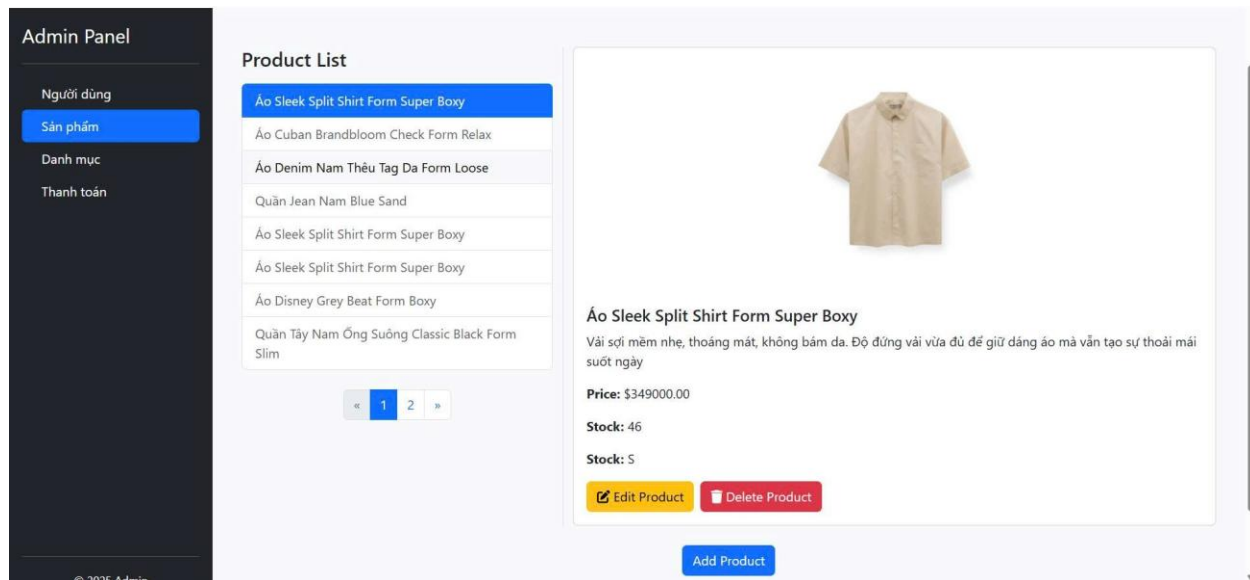 Admin Panel
Người dùng
Sản phẩm
Danh mục
Thanh toán
© 2025 Admin
Product List
Áo Sleek Split Shirt Form Super Boxy
Áo Cuban Brandbloom Check Form Relax
Áo Denim Nam Thêu Tag Da Form Loose
Quần Jean Nam Blue Sand
Áo Sleek Split Shirt Form Super Boxy
Áo Sleek Split Shirt Form Super Boxy
Áo Disney Grey Beat Form Boxy
Quần Tây Nam Ống Suông Classic Black Form
Slim
« 1 2 »
Áo Sleek Split Shirt Form Super Boxy
Vải sợi mềm nhẹ, thoáng mát, không bám da. Độ đứng vải vừa đủ để giữ dáng áo mà vẫn tạo sự thoải mái
suốt ngày
Price: $349000.00
Stock: 46
Stock: S
Edit Product Delete Product
Add Product